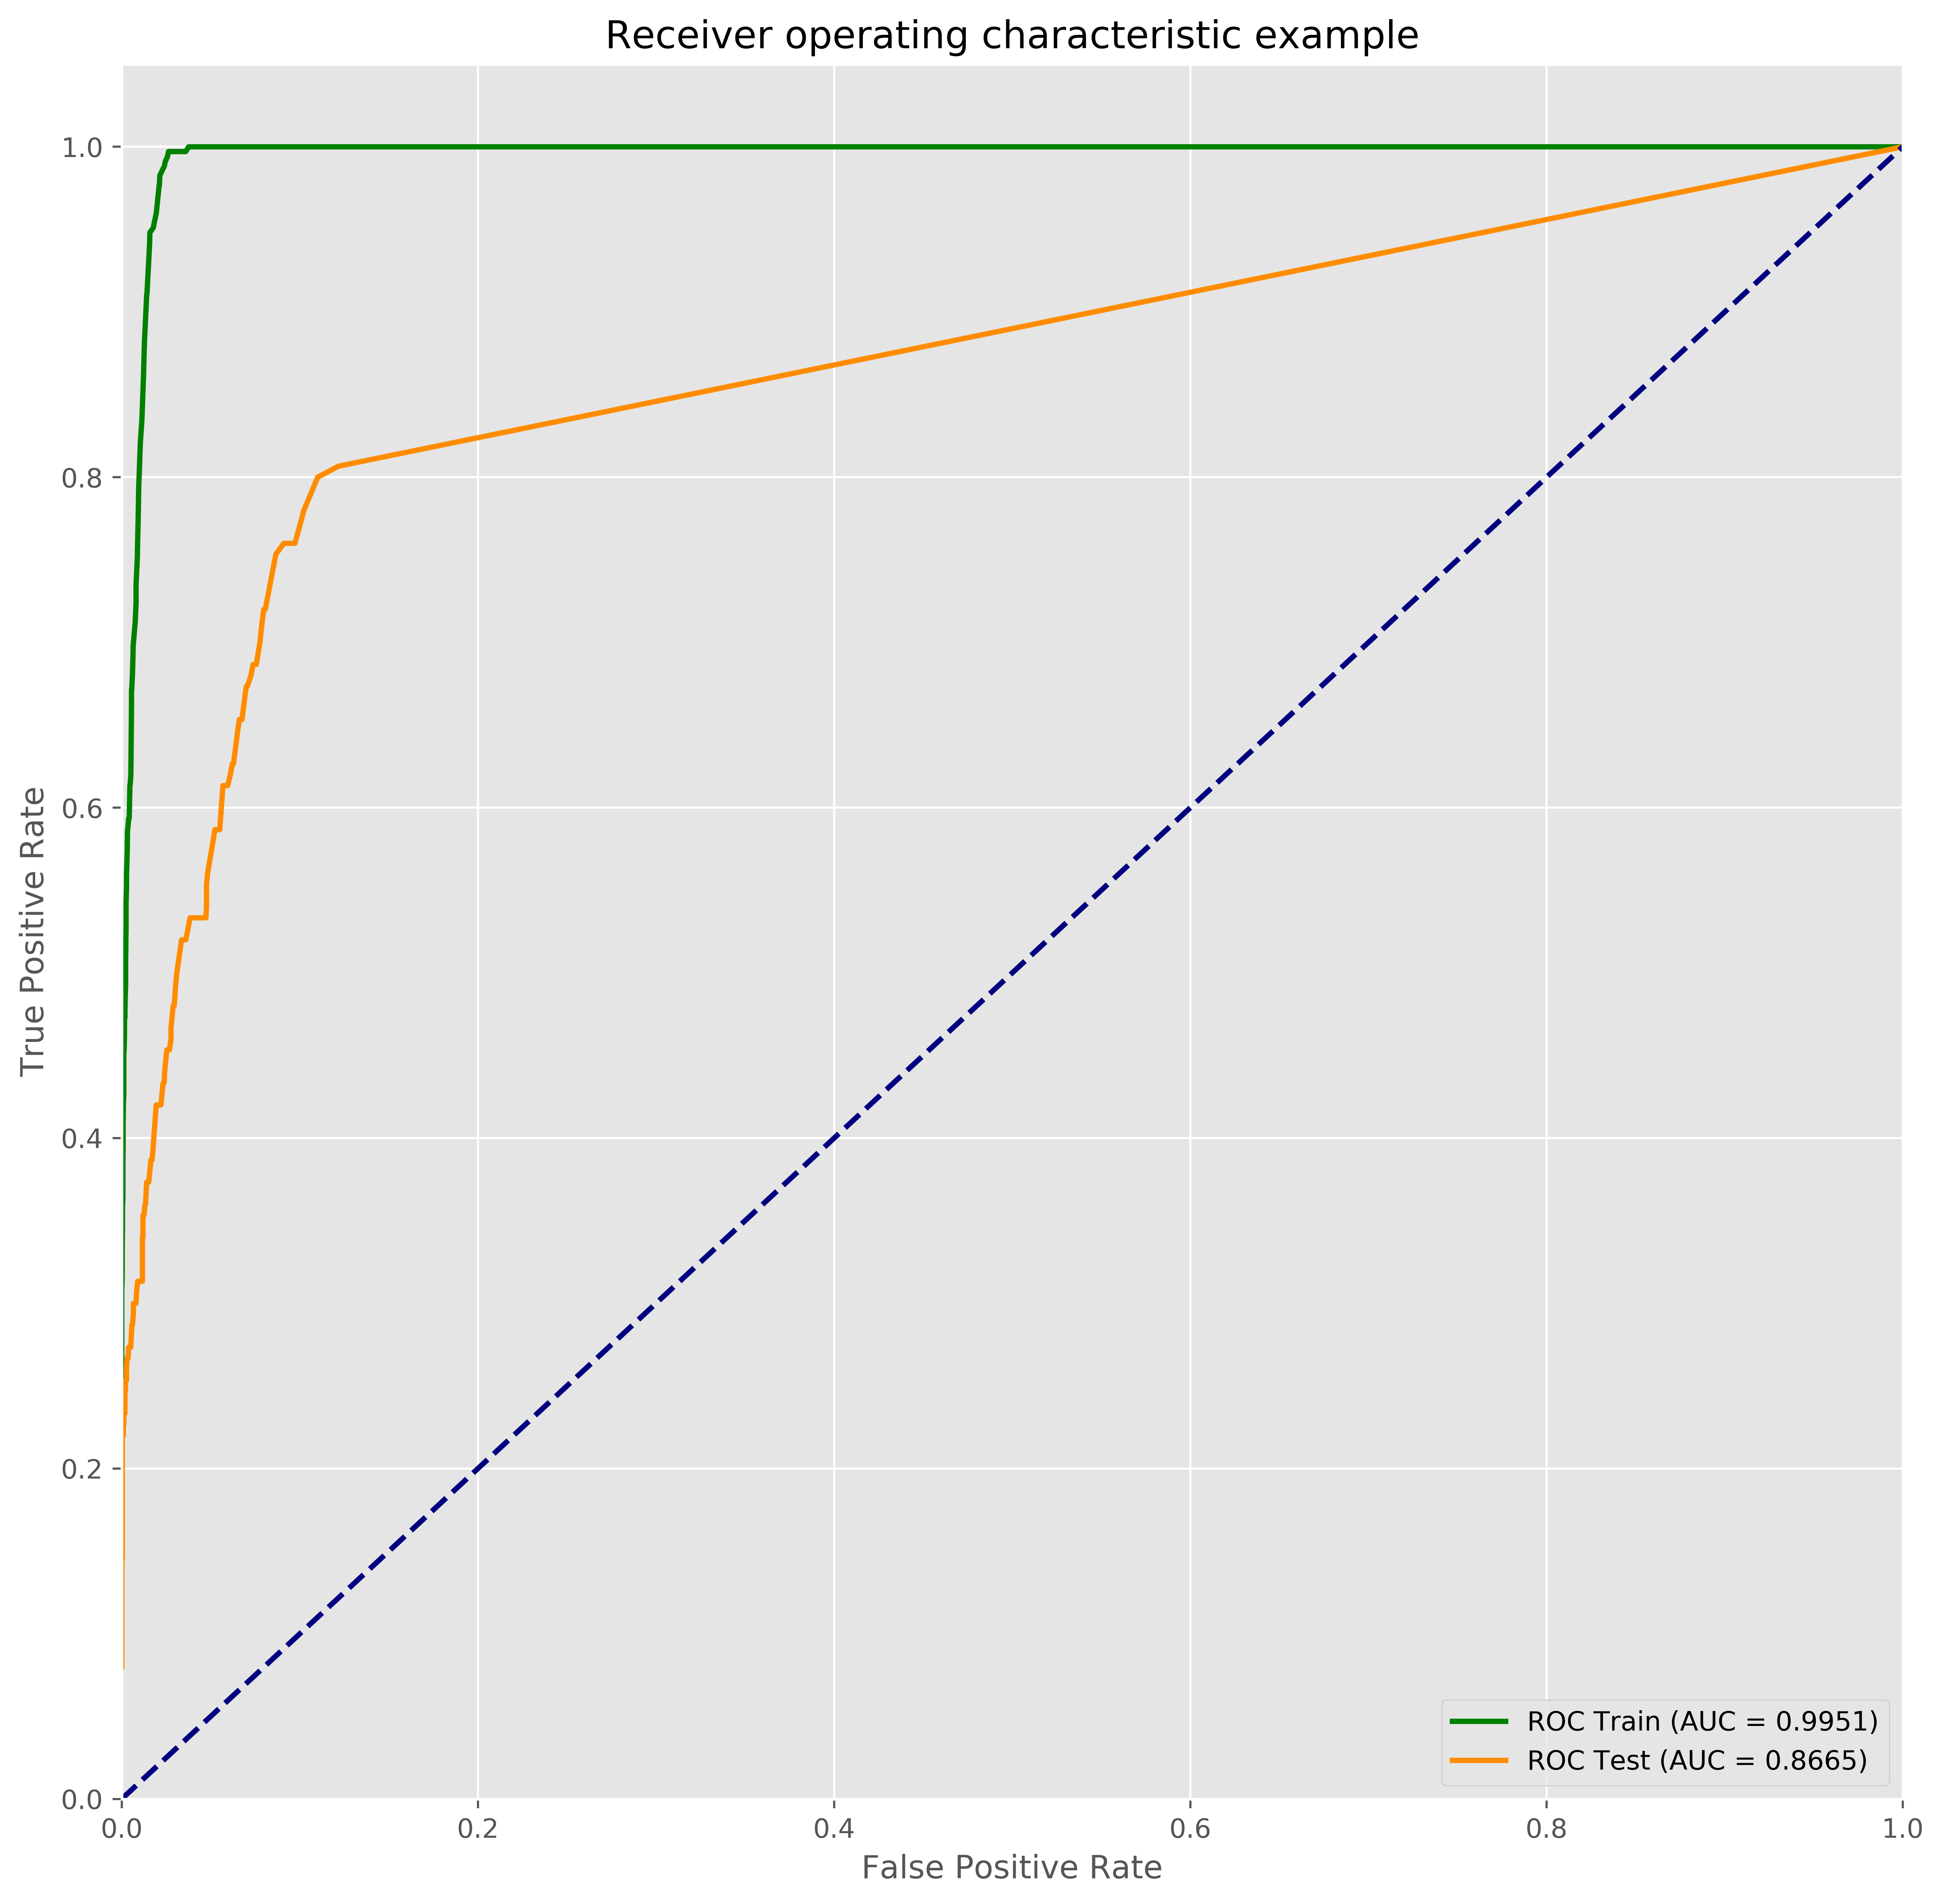 Receiver operating characteristic example
1.0
0.8
0.6
0.4
0.2
0.0
True Positive Rate
0.0 0.2 0.4 0.6 0.8 1.0
False Positive Rate
ROC Train (AUC = 0.9951)
ROC Test (AUC = 0.8665)